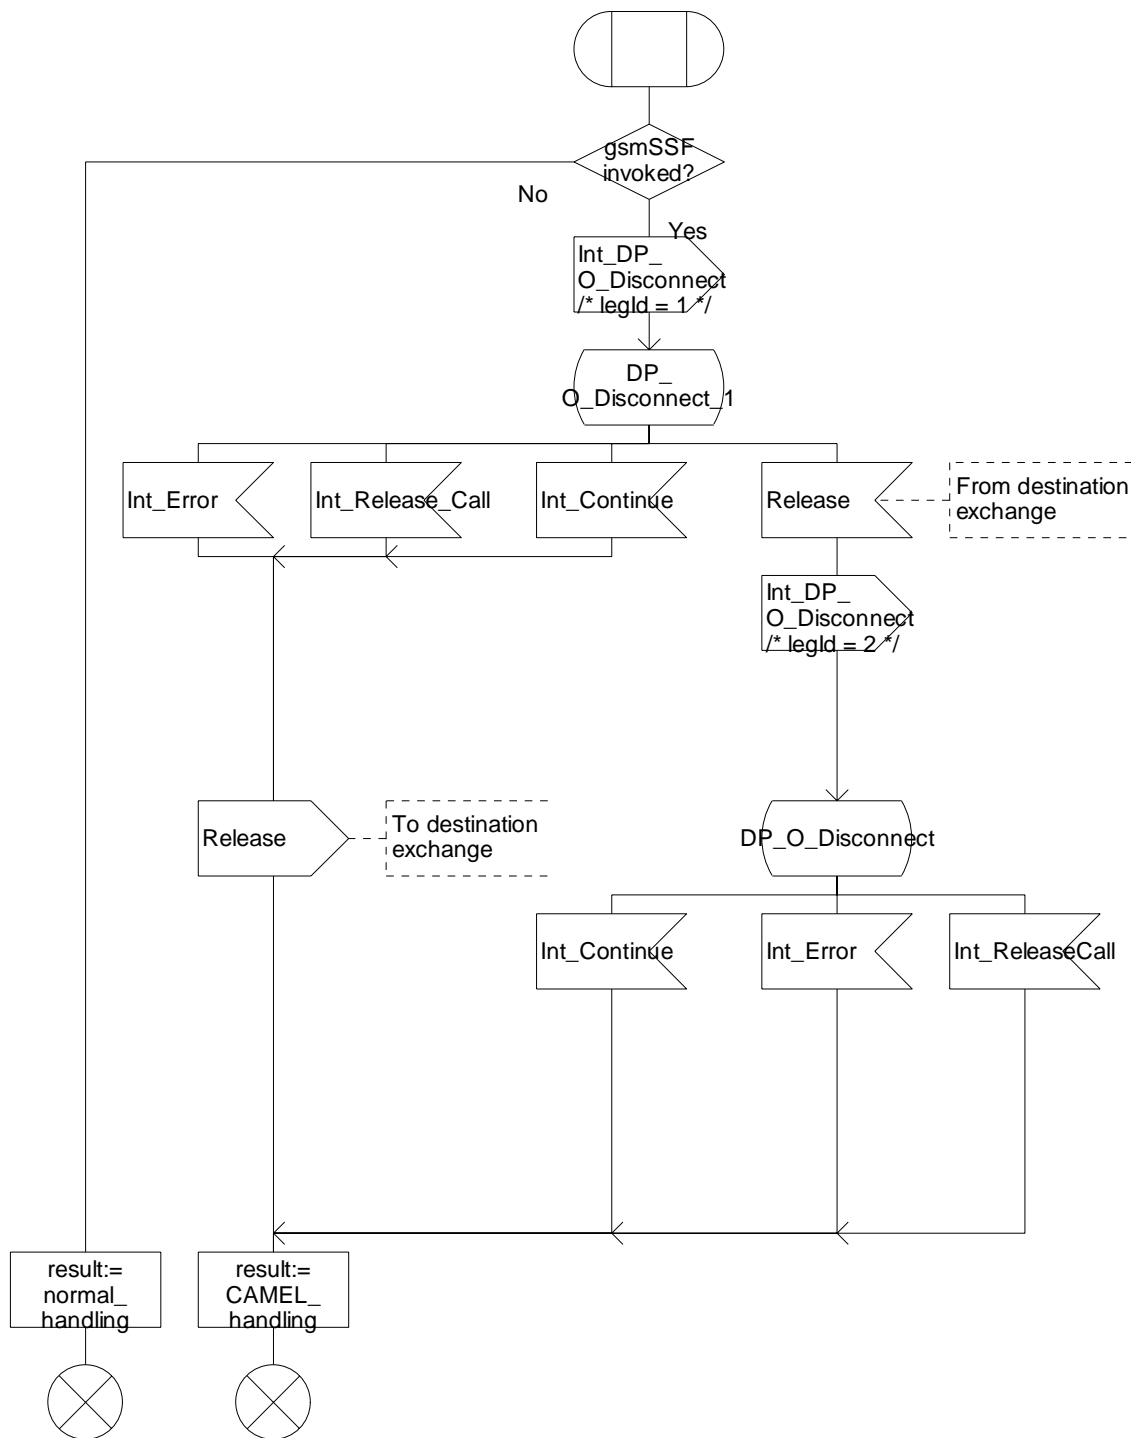 gsmSSF
invoked?
No
Yes
Int_DP_
O_Disconnect
/* legId = 1 */
DP_
O_Disconnect_1
Int_Error
Int_Release_Call
Int_Continue
Release
From destination
exchange
Int_DP_
O_Disconnect
/* legId = 2 */
Release
To destination
exchange
DP_O_Disconnect
Int_Continue
Int_Error
Int_ReleaseCall
result:=
normal_
handling
result:=
CAMEL_
handling